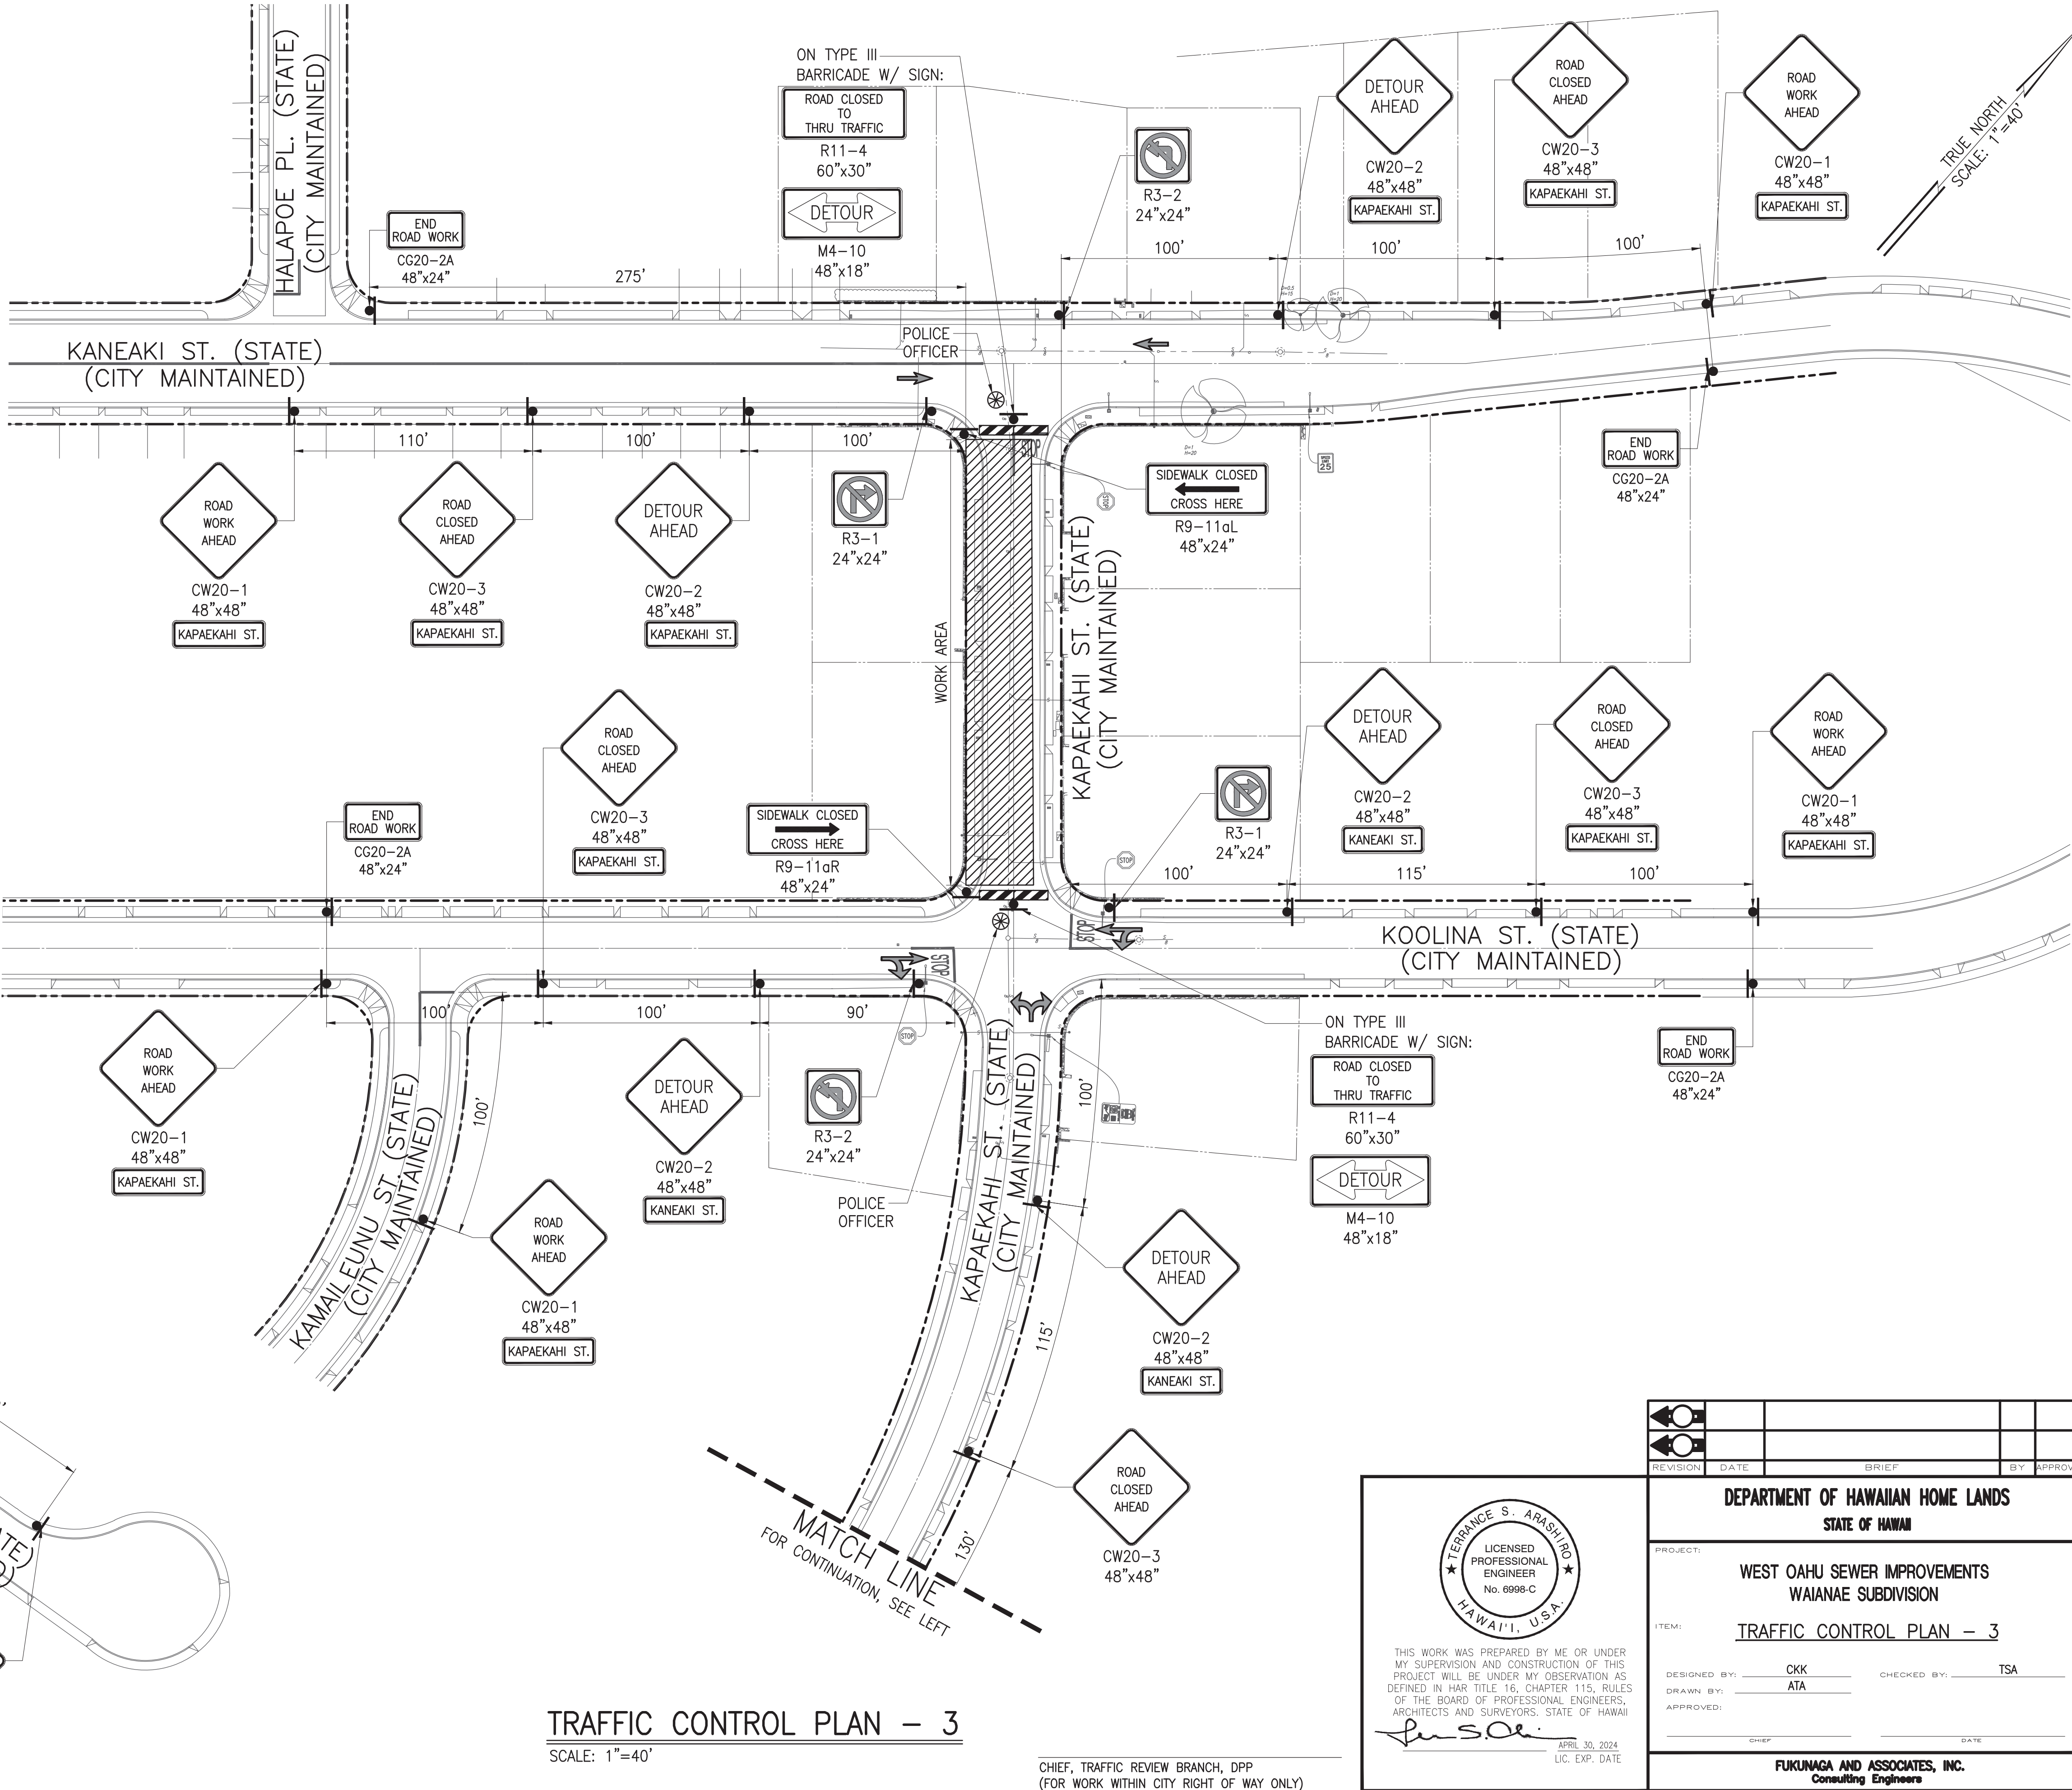 HALAPOE PL. (STATE)
(CITY MAINTAINED)
ON TYPE III
BARRICADE W/ SIGN:
ROAD CLOSED
TO
THRU TRAFFIC
R11-4
60"x30"
DETOUR
M4-10
48"x18"
R3-2
24"x24"
DETOUR
AHEAD
CW20-2
48"x48"
KAPAEKAHI ST.
ROAD
CLOSED
AHEAD
CW20-3
48"x48"
KAPAEKAHI ST.
ROAD
WORK
AHEAD
CW20-1
48"x48"
KAPAEKAHI ST.
TRUE NORTH
SCALE: 1"=40'
END
ROAD WORK
CG20-2A
48"x24"
275'
100'
100'
100'
D=0.5
H=15
D=1
H=20
POLICE
OFFICER
KANEAKI ST. (STATE)
(CITY MAINTAINED)
110'
100'
100'
ROAD
WORK
AHEAD
CW20-1
48"x48"
KAPAEKAHI ST.
ROAD
CLOSED
AHEAD
CW20-3
48"x48"
KAPAEKAHI ST.
DETOUR
AHEAD
CW20-2
48"x48"
KAPAEKAHI ST.
R3-1
24"x24"
STOP
STOP
D=1
H=20
SIDEWALK CLOSED
CROSS HERE
R9-11aL
48"x24"
SPEED
LIMIT
25
END
ROAD WORK
CG20-2A
48"x24"
WORK AREA
KAPAEKAHI ST. (STATE)
(CITY MAINTAINED)
END
ROAD WORK
CG20-2A
48"x24"
ROAD
CLOSED
AHEAD
CW20-3
48"x48"
KAPAEKAHI ST.
SIDEWALK CLOSED
CROSS HERE
R9-11aR
48"x24"
STOP
R3-1
24"x24"
DETOUR
AHEAD
CW20-2
48"x48"
KANEAKI ST.
ROAD
CLOSED
AHEAD
CW20-3
48"x48"
KAPAEKAHI ST.
ROAD
WORK
AHEAD
CW20-1
48"x48"
KAPAEKAHI ST.
100'
115'
100'
STOP
STOP
KOOLINA ST. (STATE)
(CITY MAINTAINED)
100'
100'
90'
STOP
ROAD
WORK
AHEAD
CW20-1
48"x48"
KAPAEKAHI ST.
KAMAILEUNU ST. (STATE)
(CITY MAINTAINED)
100'
ROAD
WORK
AHEAD
CW20-1
48"x48"
KAPAEKAHI ST.
DETOUR
AHEAD
CW20-2
48"x48"
KANEAKI ST.
R3-2
24"x24"
POLICE
OFFICER
KAPAEKAHI ST. (STATE)
(CITY MAINTAINED)
100'
115'
130'
ON TYPE III
BARRICADE W/ SIGN:
ROAD CLOSED
TO
THRU TRAFFIC
R11-4
60"x30"
DETOUR
M4-10
48"x18"
END
ROAD WORK
CG20-2A
48"x24"
DETOUR
AHEAD
CW20-2
48"x48"
KANEAKI ST.
ROAD
CLOSED
AHEAD
CW20-3
48"x48"
MATCH LINE
FOR CONTINUATION, SEE LEFT
TRAFFIC CONTROL PLAN - 3
SCALE: 1"=40'
CHIEF, TRAFFIC REVIEW BRANCH, DPP
(FOR WORK WITHIN CITY RIGHT OF WAY ONLY)
TERRANCE S. ARASHIRO
LICENSED
PROFESSIONAL
ENGINEER
No. 6998-C
HAWAI'I, U.S.A.
THIS WORK WAS PREPARED BY ME OR UNDER
MY SUPERVISION AND CONSTRUCTION OF THIS
PROJECT WILL BE UNDER MY OBSERVATION AS
DEFINED IN HAR TITLE 16, CHAPTER 115, RULES
OF THE BOARD OF PROFESSIONAL ENGINEERS,
ARCHITECTS AND SURVEYORS. STATE OF HAWAII
APRIL 30, 2024
LIC. EXP. DATE
REVISION DATE BRIEF BY APPROV
DEPARTMENT OF HAWAIIAN HOME LANDS
STATE OF HAWAII
PROJECT:
WEST OAHU SEWER IMPROVEMENTS
WAIANAE SUBDIVISION
ITEM:
TRAFFIC CONTROL PLAN - 3
DESIGNED BY: CKK CHECKED BY: TSA
DRAWN BY: ATA
APPROVED:
CHIEF DATE
FUKUNAGA AND ASSOCIATES, INC.
Consulting Engineers